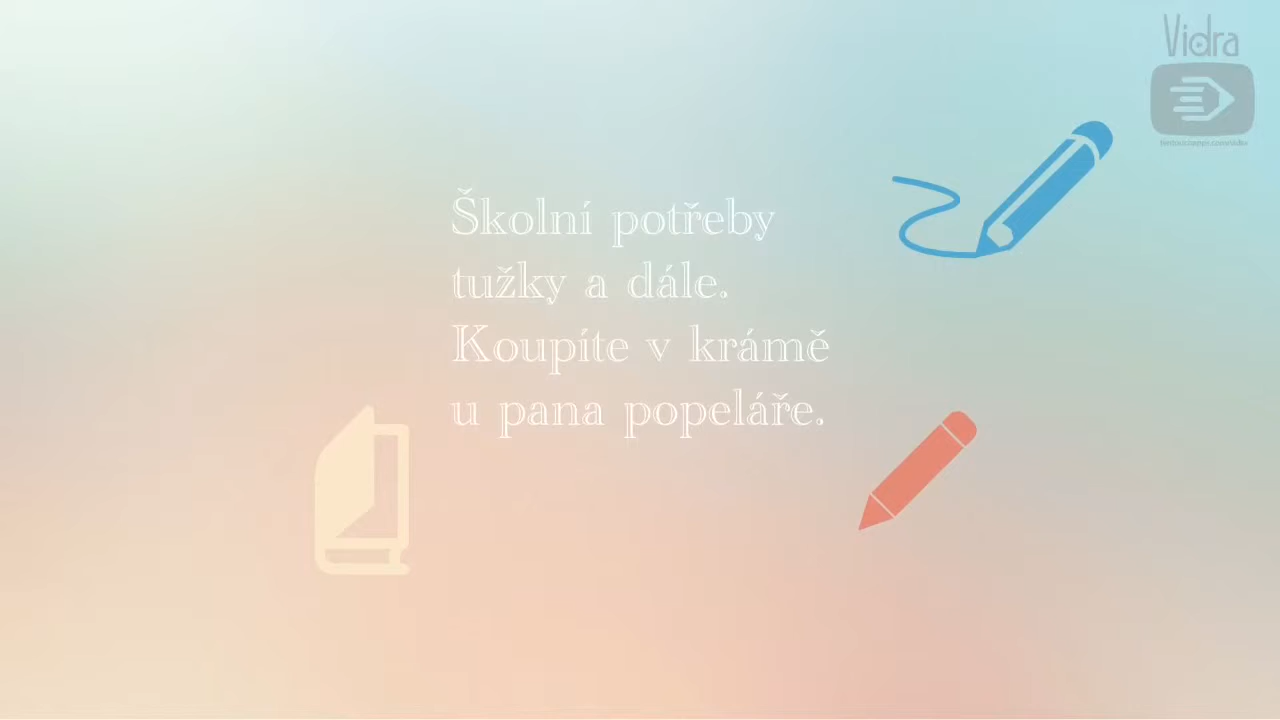 Vidra
Školní potřeby
tužky a dále.
Koupíte v krámě
u pana popeláře.